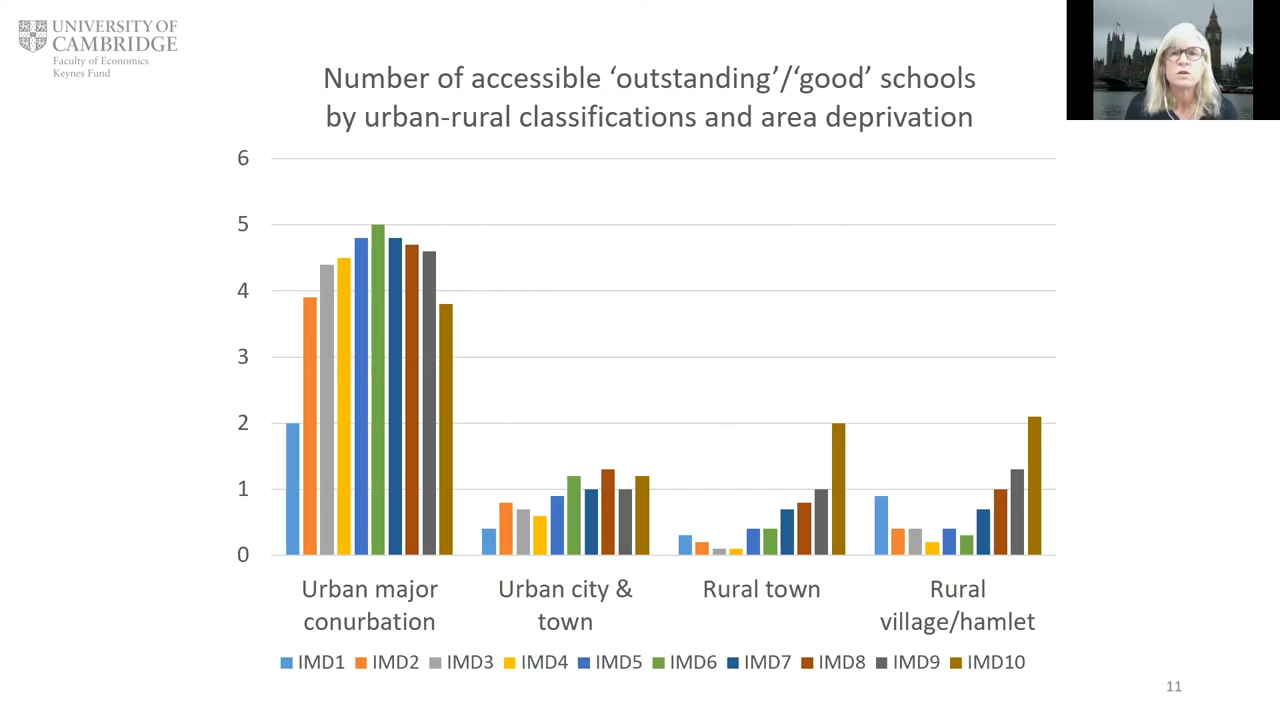 UNIVERSITY OF
CAMBRIDGE
Faculty of Economics
Keynes Fund
Number of accessible ‘outstanding’/‘good’ schools
by urban-rural classifications and area deprivation
6
5
4
3
2
1
0
Urban major
conurbation
Urban city &
town
Rural town
Rural
village/hamlet
IMD1 IMD2 IMD3 IMD4 IMD5 IMD6 IMD7 IMD8 IMD9 IMD10
11